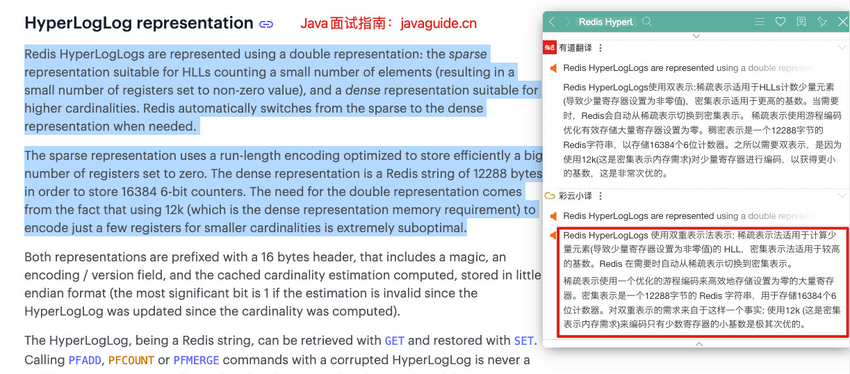 HyperLogLog representation
Java面试指南：javaguide.cn
Redis HyperLogLogs are represented using a double representation: the sparse
representation suitable for HLLs counting a small number of elements (resulting in a
small number of registers set to non-zero value), and a dense representation suitable for
higher cardinalities. Redis automatically switches from the sparse to the dense
representation when needed.
The sparse representation uses a run-length encoding optimized to store efficiently a big
number of registers set to zero. The dense representation is a Redis string of 12288 bytes
in order to store 16384 6-bit counters. The need for the double representation comes
from the fact that using 12k (which is the dense representation memory requirement) to
encode just a few registers for smaller cardinalities is extremely suboptimal.
Both representations are prefixed with a 16 bytes header, that includes a magic, an
encoding / version field, and the cached cardinality estimation computed, stored in little
endian format (the most significant bit is 1 if the estimation is invalid since the
HyperLogLog was updated since the cardinality was computed).
The HyperLogLog, being a Redis string, can be retrieved with GET and restored with SET.
Calling PFADD, PFCOUNT or PFMERGE commands with a corrupted HyperLogLog is never a
Redis HyperL
有道翻译
Redis HyperLogLogs are represented using a double repres
Redis HyperLogLogs使用双表示:稀疏表示适用于HLLs计数少量元素
(导致少量寄存器设置为非零值)，密集表示适用于更高的基数。当需要
时，Redis会自动从稀疏表示切换到密集表示。 稀疏表示使用游程编码
优化有效存储大量寄存器设置为零。稠密表示是一个12288字节的
Redis字符串，以存储16384个6位计数器。之所以需要双表示，是因为
使用12k(这是密集表示内存需求)对少量寄存器进行编码，以获得更小
的基数，这是非常次优的。
彩云小译
Redis HyperLogLogs are represented using a double repres
Redis HyperLogLogs 使用双重表示法表示: 稀疏表示法适用于计算少
量元素(导致少量寄存器设置为非零值)的 HLL，密集表示法适用于较高
的基数。Redis 在需要时自动从稀疏表示切换到密集表示。
稀疏表示使用一个优化的游程编码来高效地存储设置为零的大量寄存
器。密集表示是一个12288字节的 Redis 字符串，用于存储16384个6
位计数器。对双重表示的需求来自于这样一个事实: 使用12k (这是密集
表示内存需求)来编码只有少数寄存器的小基数是极其次优的。